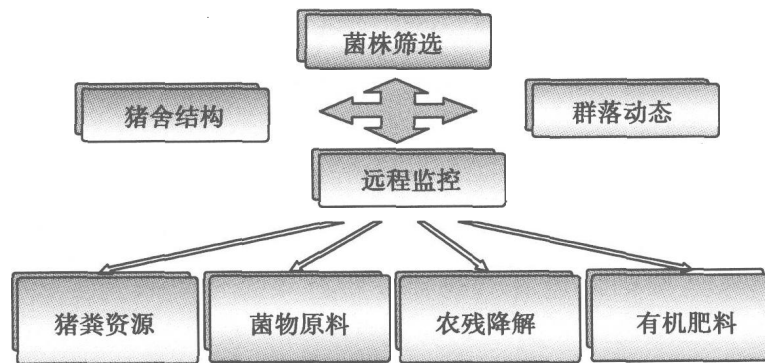 菌株筛选
猪舍结构
群落动态
远程监控
猪粪资源
菌物原料
农残降解
有机肥料